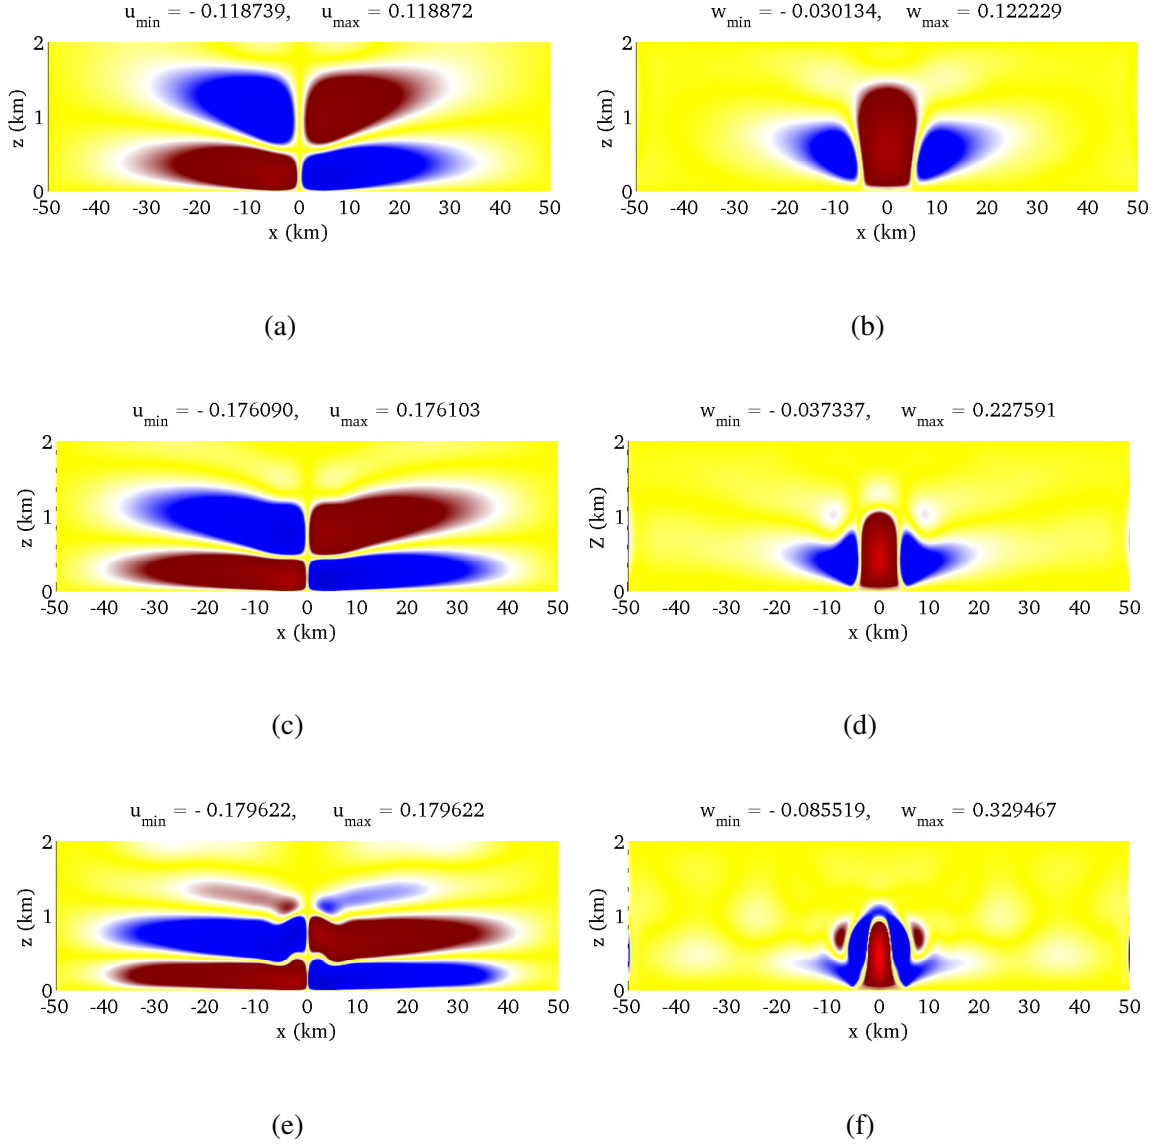 u_min = - 0.118739, u_max = 0.118872
2
1
0
z (km)
-50 -40 -30 -20 -10 0 10 20 30 40 50
x (km)
(a)
w_min = - 0.030134, w_max = 0.122229
2
1
0
z (km)
-50 -40 -30 -20 -10 0 10 20 30 40 50
x (km)
(b)
u_min = - 0.176090, u_max = 0.176103
2
1
0
z (km)
-50 -40 -30 -20 -10 0 10 20 30 40 50
x (km)
(c)
w_min = - 0.037337, w_max = 0.227591
2
1
0
Z (km)
-50 -40 -30 -20 -10 0 10 20 30 40 50
x (km)
(d)
u_min = - 0.179622, u_max = 0.179622
2
1
0
z (km)
-50 -40 -30 -20 -10 0 10 20 30 40 50
x (km)
(e)
w_min = - 0.085519, w_max = 0.329467
2
1
0
z (km)
-50 -40 -30 -20 -10 0 10 20 30 40 50
x (km)
(f)